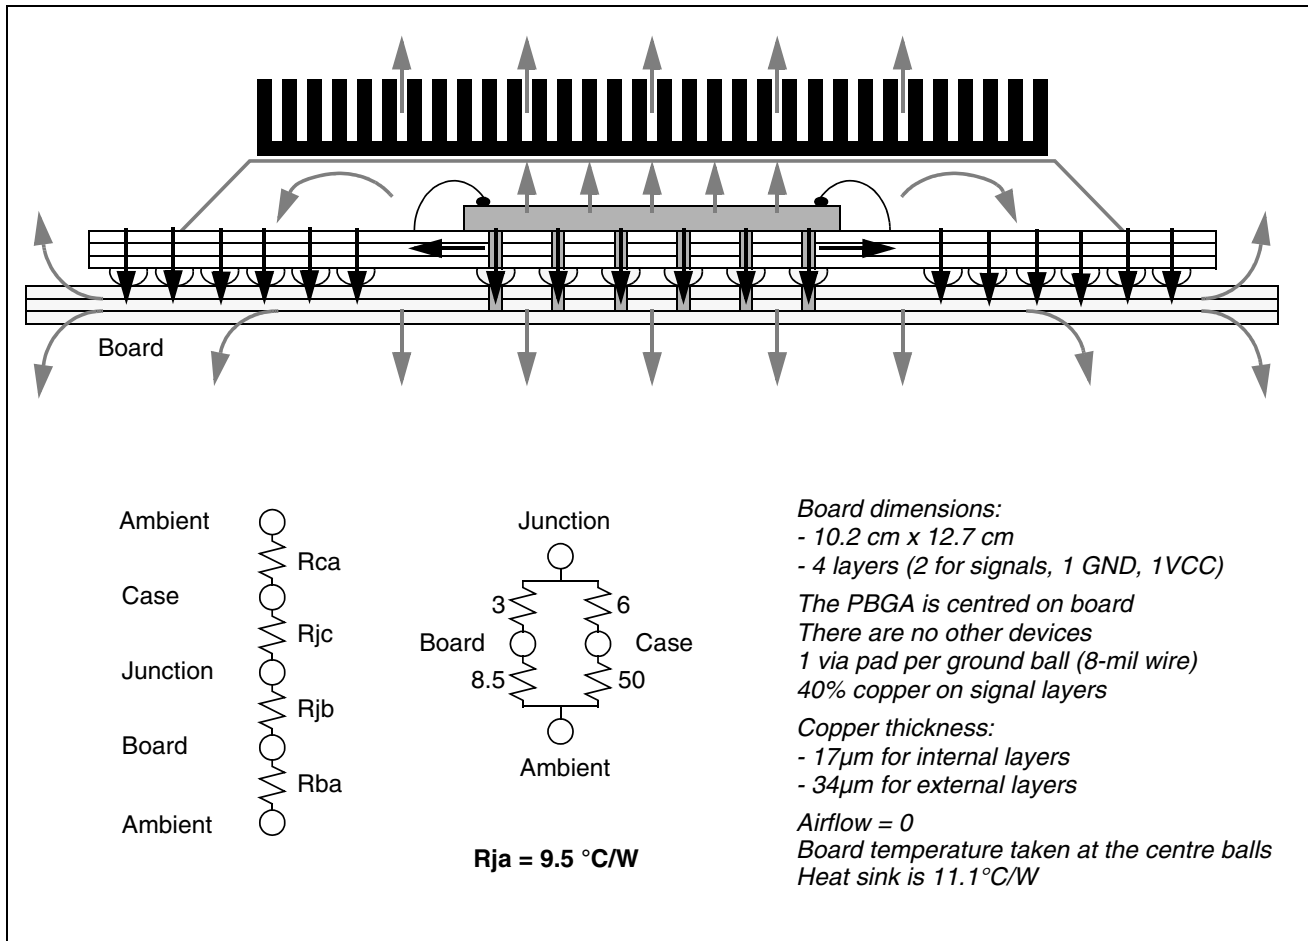 Board
Ambient
Rca
Case
Rjc
Junction
Rjb
Board
Rba
Ambient
Junction
3
6
Board
Case
8.5
50
Ambient
Rja = 9.5 °C/W
Board dimensions:
- 10.2 cm x 12.7 cm
- 4 layers (2 for signals, 1 GND, 1VCC)
The PBGA is centred on board
There are no other devices
1 via pad per ground ball (8-mil wire)
40% copper on signal layers
Copper thickness:
- 17µm for internal layers
- 34µm for external layers
Airflow = 0
Board temperature taken at the centre balls
Heat sink is 11.1°C/W